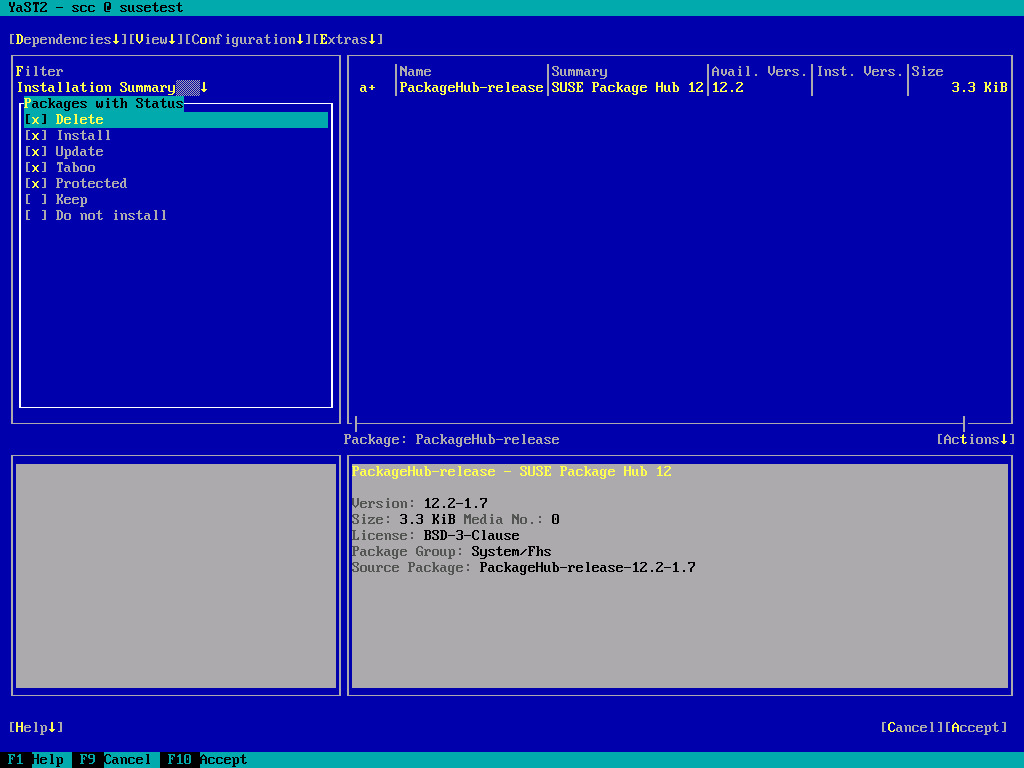 YaST2 - scc @ susetest
[Dependencies↓][View↓][Configuration↓][Extras↓]
Filter
Installation Summary▒▒▒↓
Packages with Status
[x] Delete
[x] Install
[x] Update
[x] Taboo
[x] Protected
[ ] Keep
[ ] Do not install
|Name |Summary |Avail. Vers.|Inst. Vers.|Size
a+ |PackageHub-release|SUSE Package Hub 12|12.2 | | 3.3 KiB
Package: PackageHub-release [Actions↓]
PackageHub-release - SUSE Package Hub 12
Version: 12.2-1.7
Size: 3.3 KiB Media No.: 0
License: BSD-3-Clause
Package Group: System/Fhs
Source Package: PackageHub-release-12.2-1.7
[Help↓] [Cancel][Accept]
F1 Help F9 Cancel F10 Accept